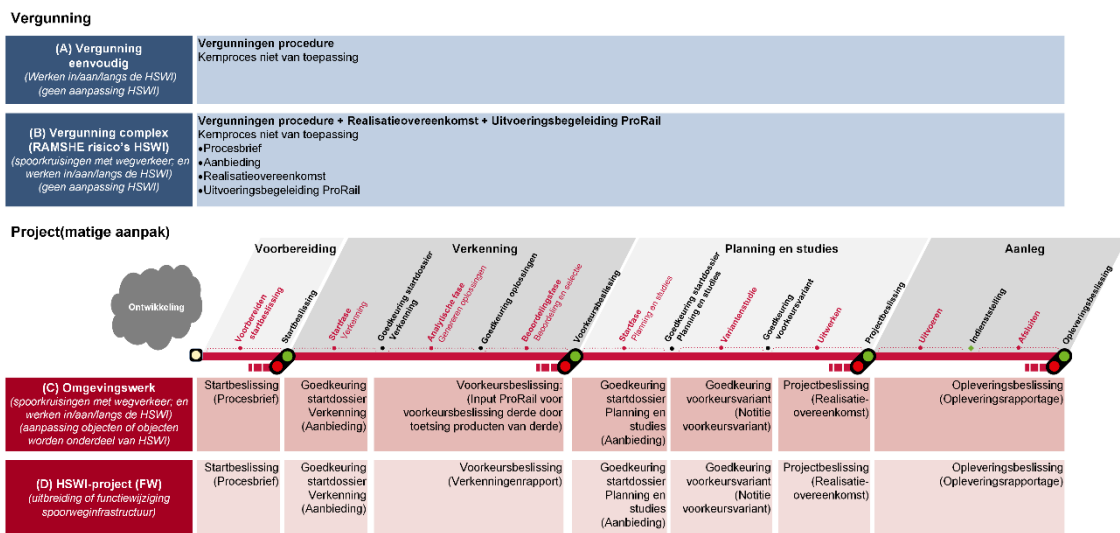 Vergunning
(A) Vergunning
eenvoudig
(Werken in/aan/langs de HSWI)
(geen aanpassing HSWI)
Vergunningen procedure
Kernproces niet van toepassing
(B) Vergunning complex
(RAMSHE risico's HSWI)
(spoorkruisingen met wegverkeer; en
werken in/aan/langs de HSWI)
(geen aanpassing HSWI)
Vergunningen procedure + Realisatieovereenkomst + Uitvoeringsbegeleiding ProRail
Kernproces niet van toepassing
•Procesbrief
•Aanbieding
•Realisatieovereenkomst
•Uitvoeringsbegeleiding ProRail
Project(matige aanpak)
Voorbereiding
Verkenning
Planning en studies
Aanleg
Ontwikkeling
Voorbereiden
startbeslissing
Startbeslissing
Startfase
Verkenning
Goedkeuring startdossier
Verkenning
Analytische fase
Genereren oplossingen
Goedkeuring oplossingen
Beoordelingsfase
Beoordeling en selectie
Voorkeursbeslissing
Startfase
Planning en studies
Goedkeuring startdossier
Planning en studies
Variantenstudie
Goedkeuring
voorkeursvariant
Uitwerken
Projectbeslissing
Uitvoeren
Indienststelling
Afsluiten
Opleveringsbeslissing
(C) Omgevingswerk
(spoorkruisingen met wegverkeer; en
werken in/aan/langs de HSWI)
(aanpassing objecten of objecten
worden onderdeel van HSWI)
Startbeslissing
(Procesbrief)
Goedkeuring
startdossier
Verkenning
(Aanbieding)
Voorkeursbeslissing:
(Input ProRail voor
voorkeursbeslissing derde door
toetsing producten van derde)
Goedkeuring
startdossier
Planning en
studies
(Aanbieding)
Goedkeuring
voorkeursvariant
(Notitie
voorkeursvariant)
Projectbeslissing
(Realisatie-
overeenkomst)
Opleveringsbeslissing
(Opleveringsrapportage)
(D) HSWI-project (FW)
(uitbreiding of functiewijziging
spoorweginfrastructuur)
Startbeslissing
(Procesbrief)
Goedkeuring
startdossier
Verkenning
(Aanbieding)
Voorkeursbeslissing
(Verkenningenrapport)
Goedkeuring
startdossier
Planning en
studies
(Aanbieding)
Goedkeuring
voorkeursvariant
(Notitie
voorkeursvariant)
Projectbeslissing
(Realisatie-
overeenkomst)
Opleveringsbeslissing
(Opleveringsrapportage)